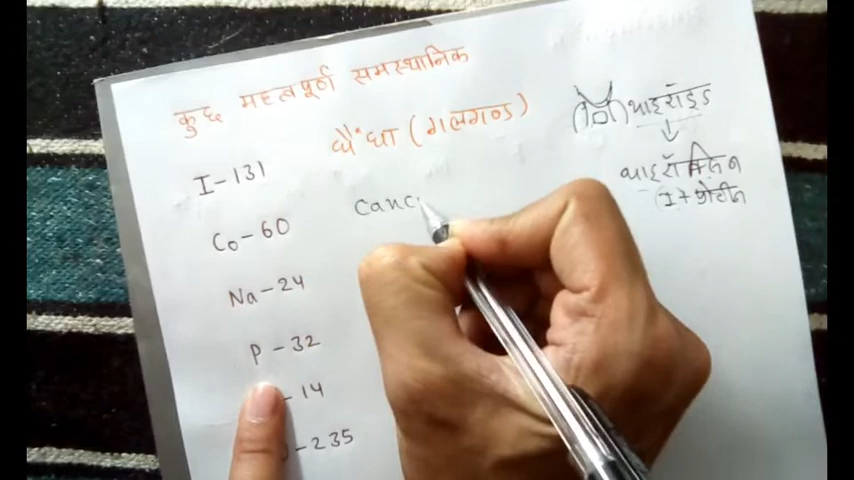 कुछ महत्वपूर्ण समस्थानिक
घेंघा (गलगण्ड)
थाइरॉइड
I-131
थाइरॉक्सिन
I+प्रोटीन
Canc
Co-60
Na-24
P-32
-14
-235